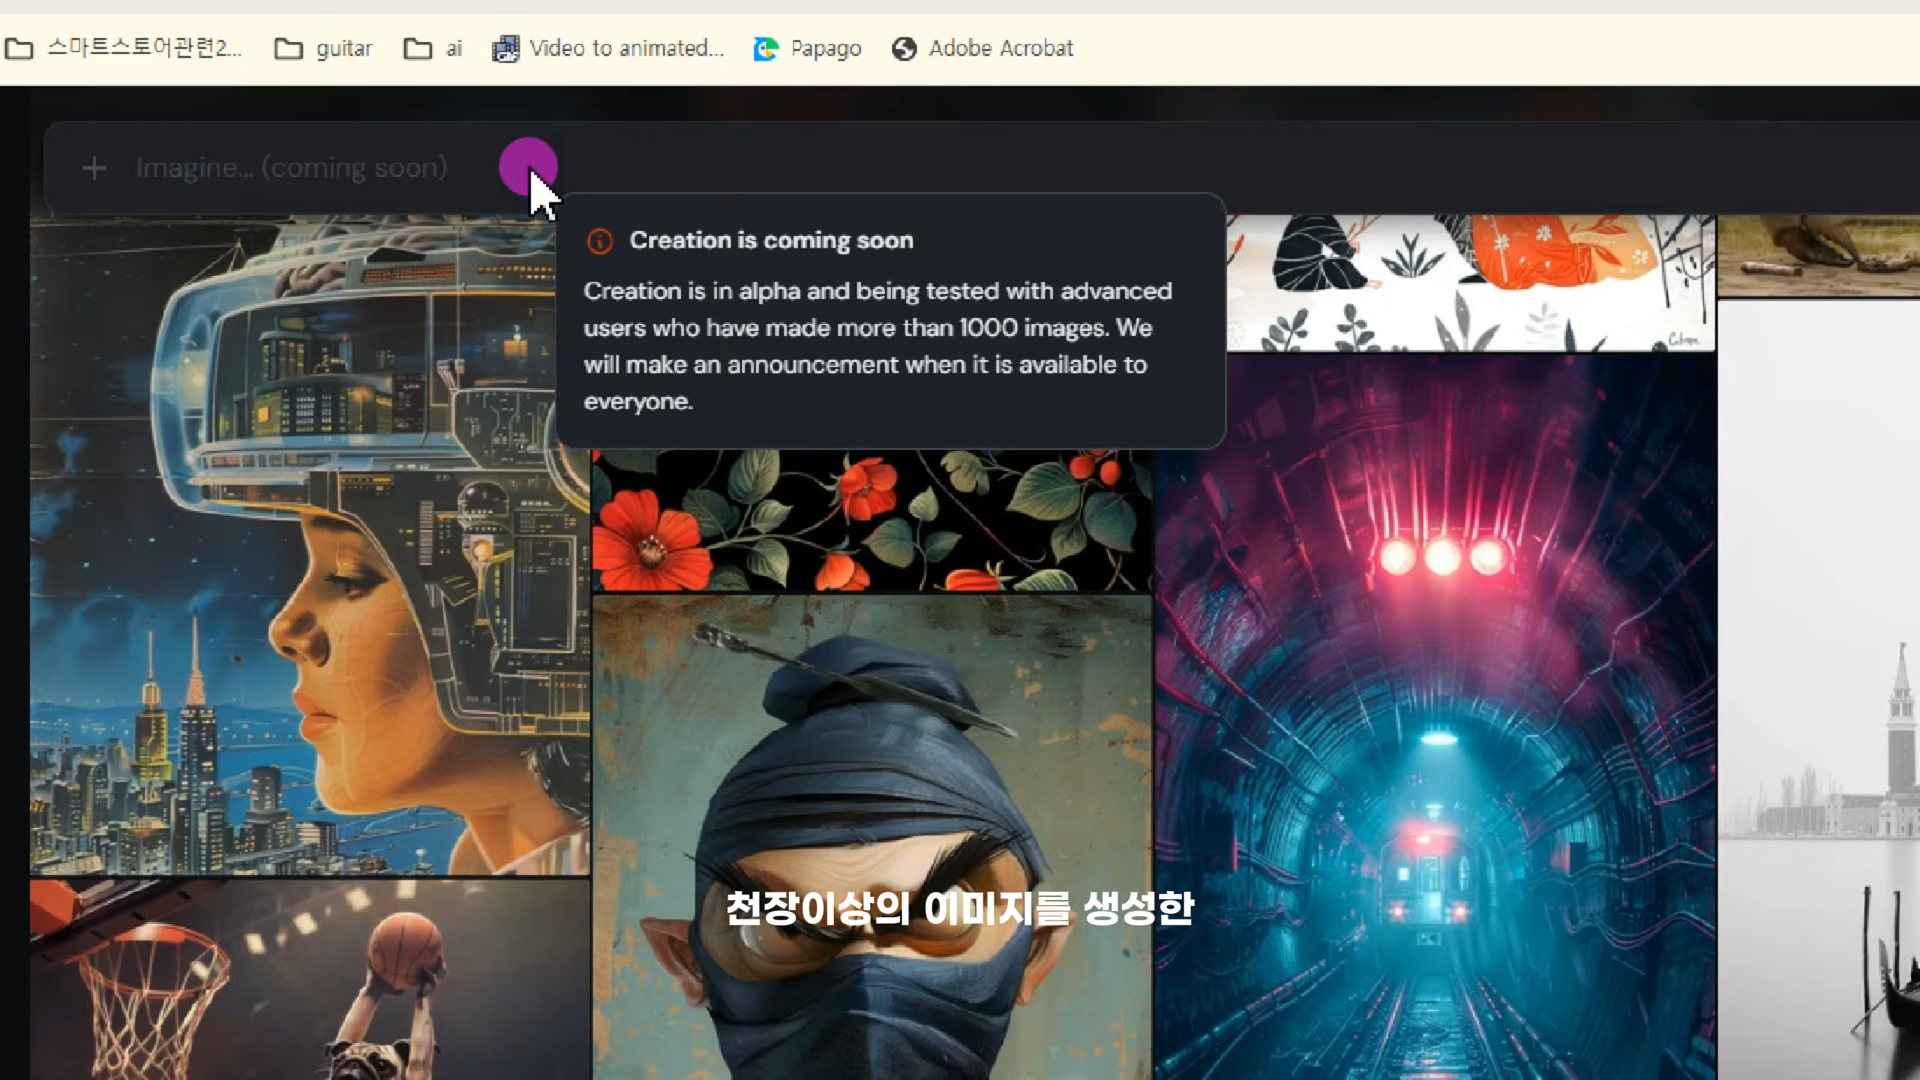 스마트스토어관련2...
guitar
ai
Video to animated...
Papago
Adobe Acrobat
Imagine... (coming soon)
Creation is coming soon
Creation is in alpha and being tested with advanced
users who have made more than 1000 images. We
will make an announcement when it is available to
everyone.
천장이상의 이미지를 생성한